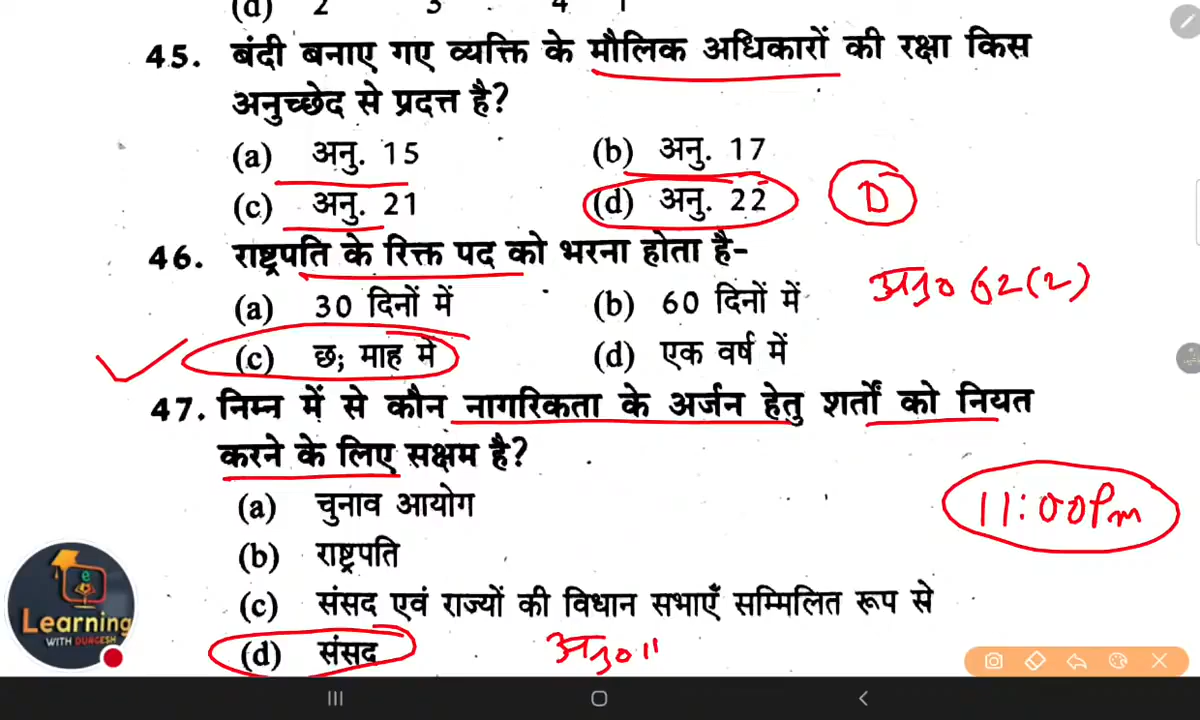 (d) 2 3 4 1
45. बंदी बनाए गए व्यक्ति के मौलिक अधिकारों की रक्षा किस
अनुच्छेद से प्रदत्त है?
(a) अनु. 15 (b) अनु. 17
(c) अनु. 21 (d) अनु. 22 D
46. राष्ट्रपति के रिक्त पद को भरना होता है-
(a) 30 दिनों में (b) 60 दिनों में अनु० 62(2)
(c) छ; माह मे (d) एक वर्ष में
47. निम्न में से कौन नागरिकता के अर्जन हेतु शर्तों को नियत
करने के लिए सक्षम है?
(a) चुनाव आयोग
11:00Pm
(b) राष्ट्रपति
(c) संसद एवं राज्यों की विधान सभाएँ सम्मिलित रूप से
(d) संसद अनु० 11
e
Learning
WITH DURGESH